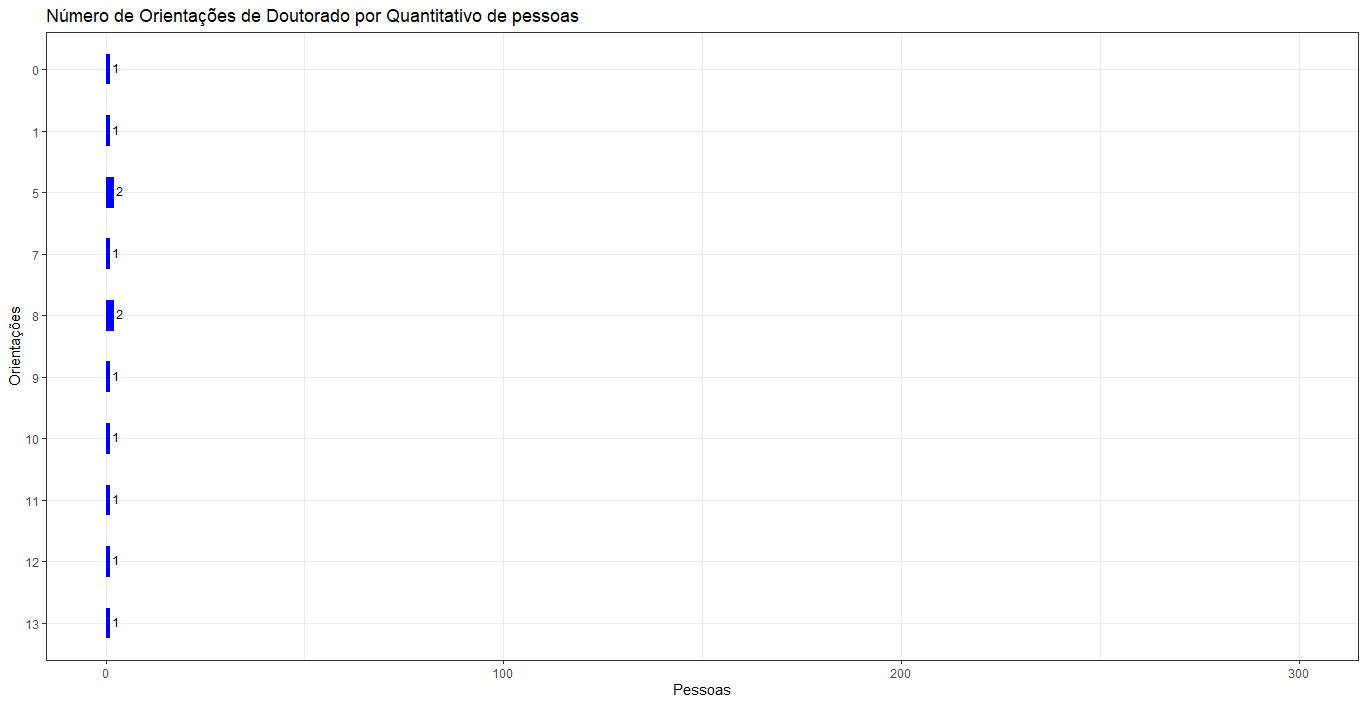 Número de Orientações de Doutorado por Quantitativo de pessoas
0 1
1 1
5 2
7 1
8 2
9 1
10 1
11 1
12 1
13 1
Orientações
0 100 200 300
Pessoas